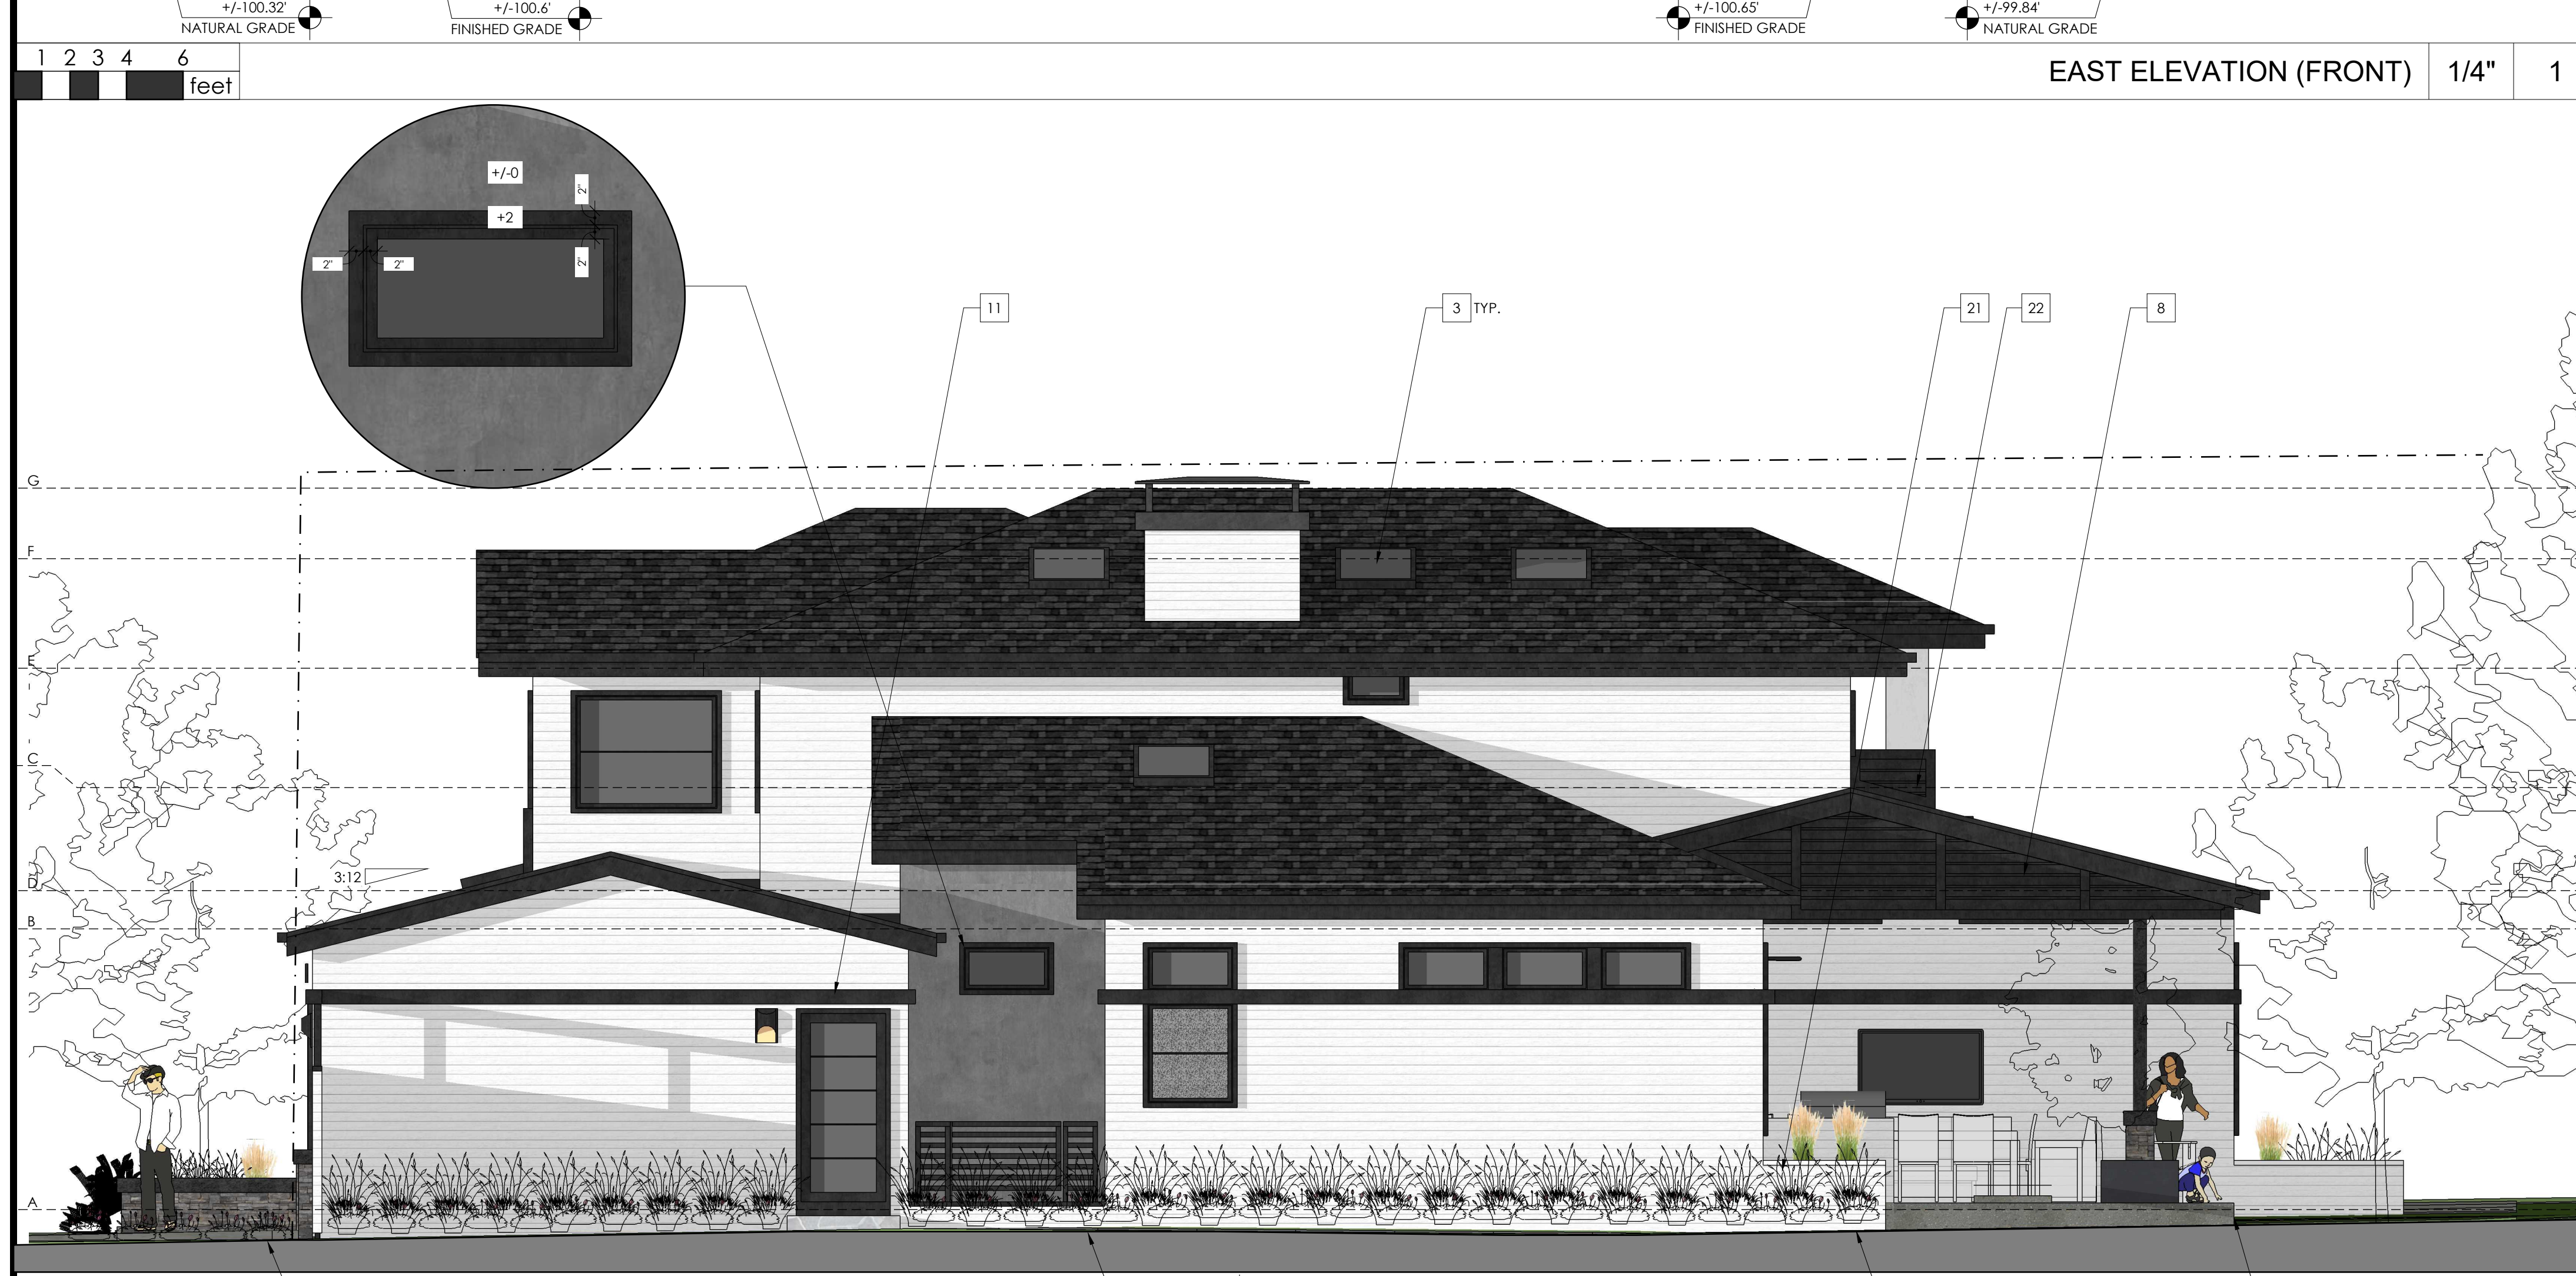 +/-100.32'
NATURAL GRADE
+/-100.6'
FINISHED GRADE
+/-100.65'
FINISHED GRADE
+/-99.84'
NATURAL GRADE
1 2 3 4 6
feet
EAST ELEVATION (FRONT) 1/4" 1
+/-0
2"
+2
2" 2"
2"
11
3 TYP.
21
22
8
G
F
E
C
3:12
D
B
A